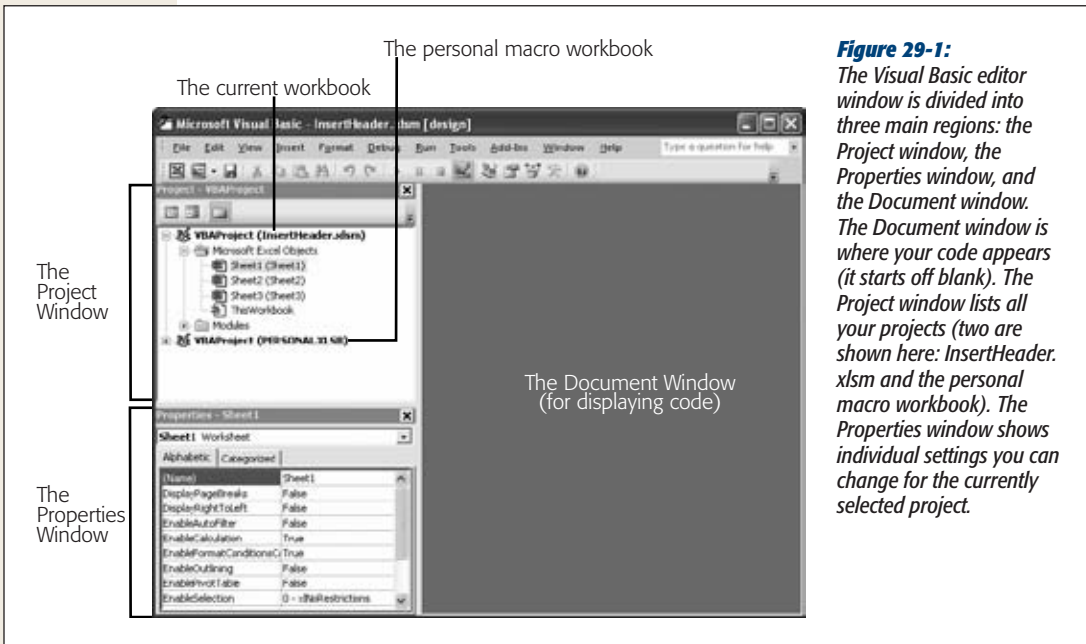 The personal macro workbook
The current workbook
Microsoft Visual Basic - InsertHeader.xlsm [design]
File Edit View Insert Format Debug Run Tools Add-Ins Window Help Type a question for help
Project - VBAProject
VBAProject (InsertHeader.xlsm)
Microsoft Excel Objects
Sheet1 (Sheet1)
Sheet2 (Sheet2)
Sheet3 (Sheet3)
ThisWorkbook
Modules
VBAProject (PERSONAL.XLSB)
The
Project
Window
The Document Window
(for displaying code)
Properties - Sheet1
Sheet1 Worksheet
Alphabetic Categorized
(Name) Sheet1
DisplayPageBreaks False
DisplayRightToLeft False
EnableAutoFilter False
EnableCalculation True
EnableFormatConditionsCa True
EnableOutlining False
EnablePivotTable False
EnableSelection 0 - xlNoRestrictions
The
Properties
Window
Figure 29-1:
The Visual Basic editor
window is divided into
three main regions: the
Project window, the
Properties window, and
the Document window.
The Document window is
where your code appears
(it starts off blank). The
Project window lists all
your projects (two are
shown here: InsertHeader.
xlsm and the personal
macro workbook). The
Properties window shows
individual settings you can
change for the currently
selected project.